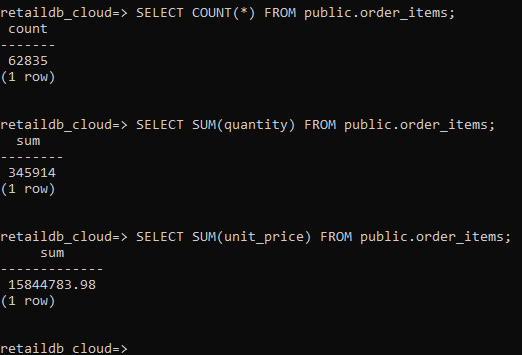 retaildb_cloud=> SELECT COUNT(*) FROM public.order_items;
 count
-------
 62835
(1 row)
retaildb_cloud=> SELECT SUM(quantity) FROM public.order_items;
  sum
--------
 345914
(1 row)
retaildb_cloud=> SELECT SUM(unit_price) FROM public.order_items;
     sum
-------------
 15844783.98
(1 row)
retaildb_cloud=>